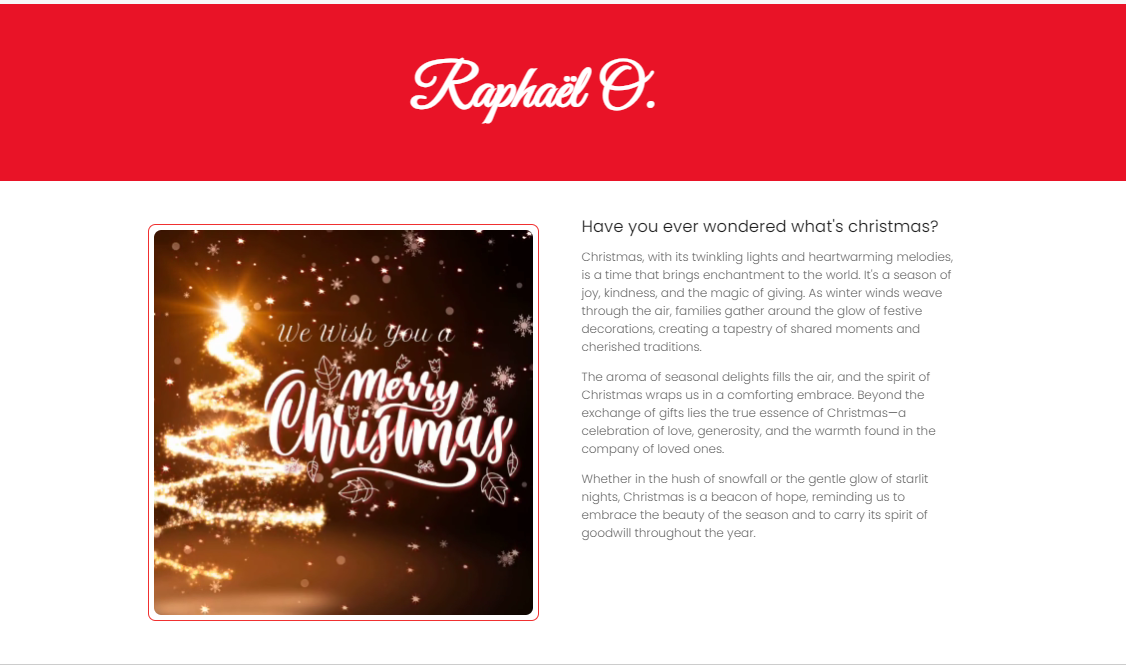 Raphaël O.
We Wish You a
Merry
Christmas
Have you ever wondered what's christmas?
Christmas, with its twinkling lights and heartwarming melodies,
is a time that brings enchantment to the world. It's a season of
joy, kindness, and the magic of giving. As winter winds weave
through the air, families gather around the glow of festive
decorations, creating a tapestry of shared moments and
cherished traditions.
The aroma of seasonal delights fills the air, and the spirit of
Christmas wraps us in a comforting embrace. Beyond the
exchange of gifts lies the true essence of Christmas—a
celebration of love, generosity, and the warmth found in the
company of loved ones.
Whether in the hush of snowfall or the gentle glow of starlit
nights, Christmas is a beacon of hope, reminding us to
embrace the beauty of the season and to carry its spirit of
goodwill throughout the year.